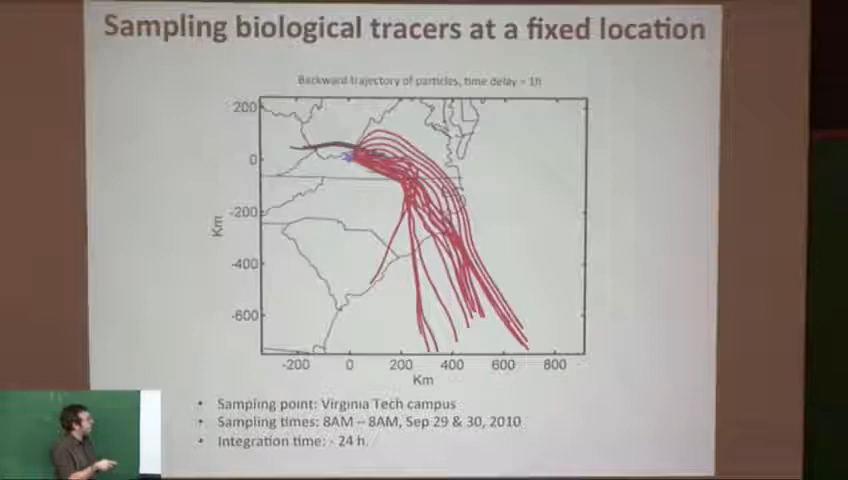 Sampling biological tracers at a fixed location
Backward trajectory of particles, time delay = 1h
200
0
-200
-400
-600
Km
-200 0 200 400 600 800
Km
• Sampling point: Virginia Tech campus
• Sampling times: 8AM – 8AM, Sep 29 & 30, 2010
• Integration time: - 24 h.